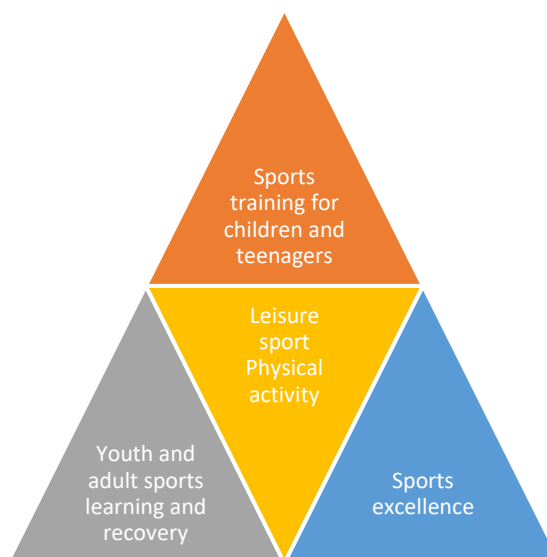 Sports
training for
children and
teenagers
Leisure
sport
Physical
activity
Youth and
adult sports
learning and
recovery
Sports
excellence